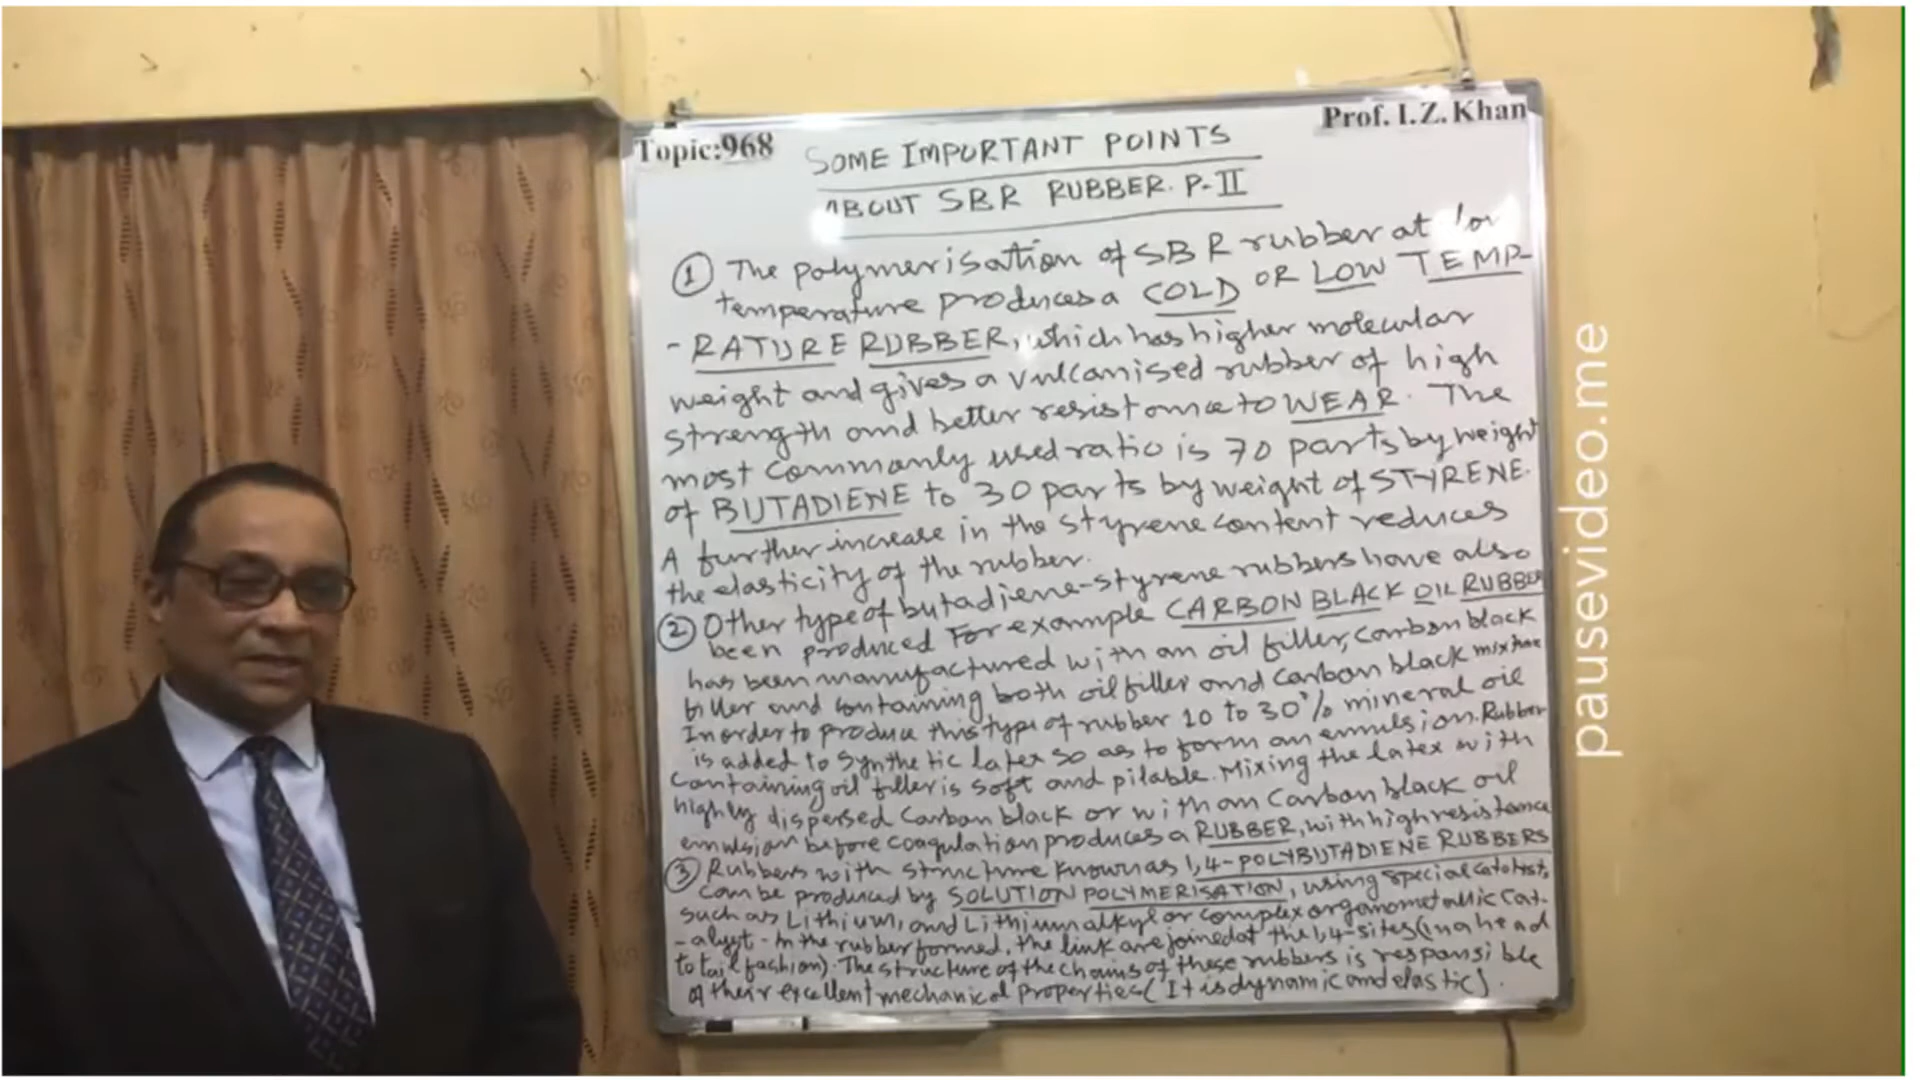 Topic:968
Prof. I.Z. Khan
SOME IMPORTANT POINTS
ABOUT SBR RUBBER. P-II
① The polymerisation of SBR rubber at low
temperature produces a COLD OR LOW TEMP-
- RATURE RUBBER, which has higher molecular
weight and gives a vulcanised rubber of high
strength and better resistance to WEAR. The
most commonly used ratio is 70 parts by weight
of BUTADIENE to 30 parts by weight of STYRENE.
A further increase in the styrene content reduces
the elasticity of the rubber.
② Other type of butadiene-styrene rubbers have also
been produced For example CARBON BLACK OIL RUBBER
has been manufactured with an oil filler, Carbon black
filler and containing both oil filler and Carbon black mixture
In order to produce this type of rubber 10 to 30% mineral oil
is added to synthetic latex so as to form an emulsion. Rubber
containing oil filler is soft and pilable. Mixing the latex with
highly dispersed Carbon black or with an Carbon black oil
emulsion before coagulation produces a RUBBER, with high resistance
③ Rubbers with structure known as 1,4-POLYBUTADIENE RUBBERS
can be produced by SOLUTION POLYMERISATION, using special catalyst,
such as Lithium, and Lithium alkyl or complex organometallic Cat-
- alyst - In the rubber formed, the link are joined at the 1,4-sites (in a head
to tail fashion). The structure of the chains of these rubbers is responsible
of their excellent mechanical properties (It is dynamic and elastic).
pausevideo.me